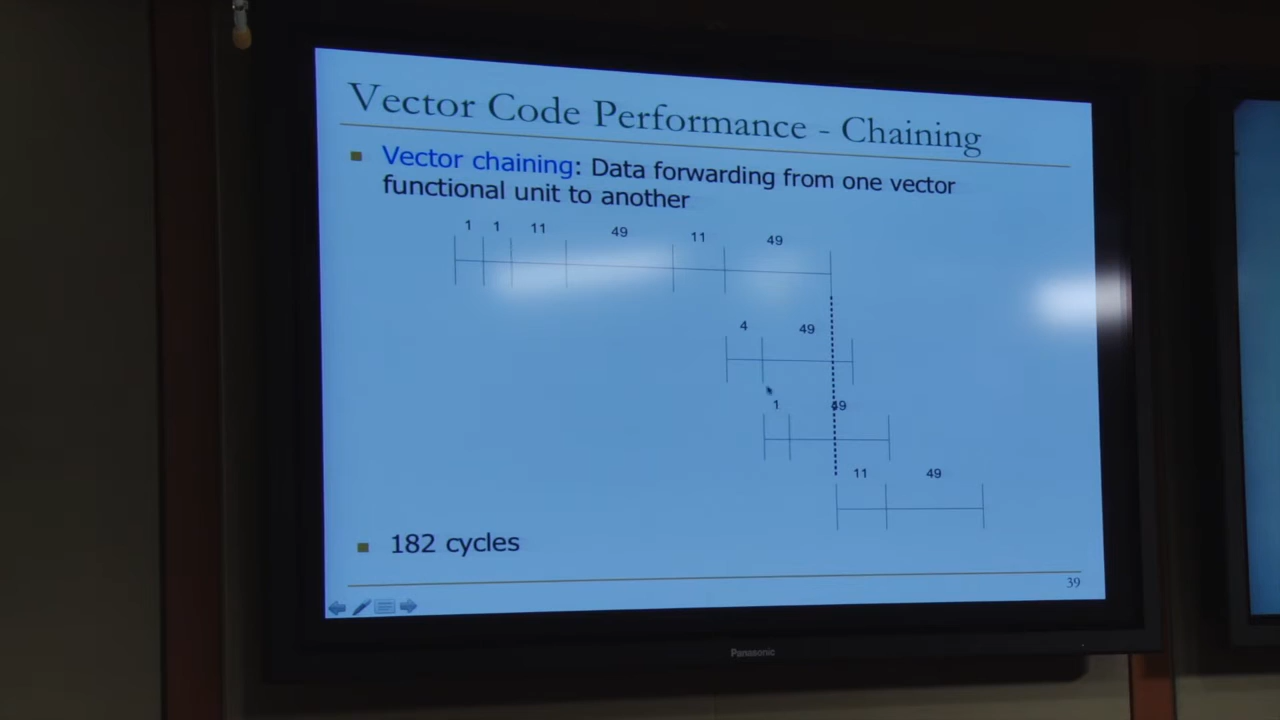 Vector Code Performance - Chaining
Vector chaining: Data forwarding from one vector
functional unit to another
1 1 11 49 11 49
4 49
1 49
11 49
182 cycles
39
Panasonic